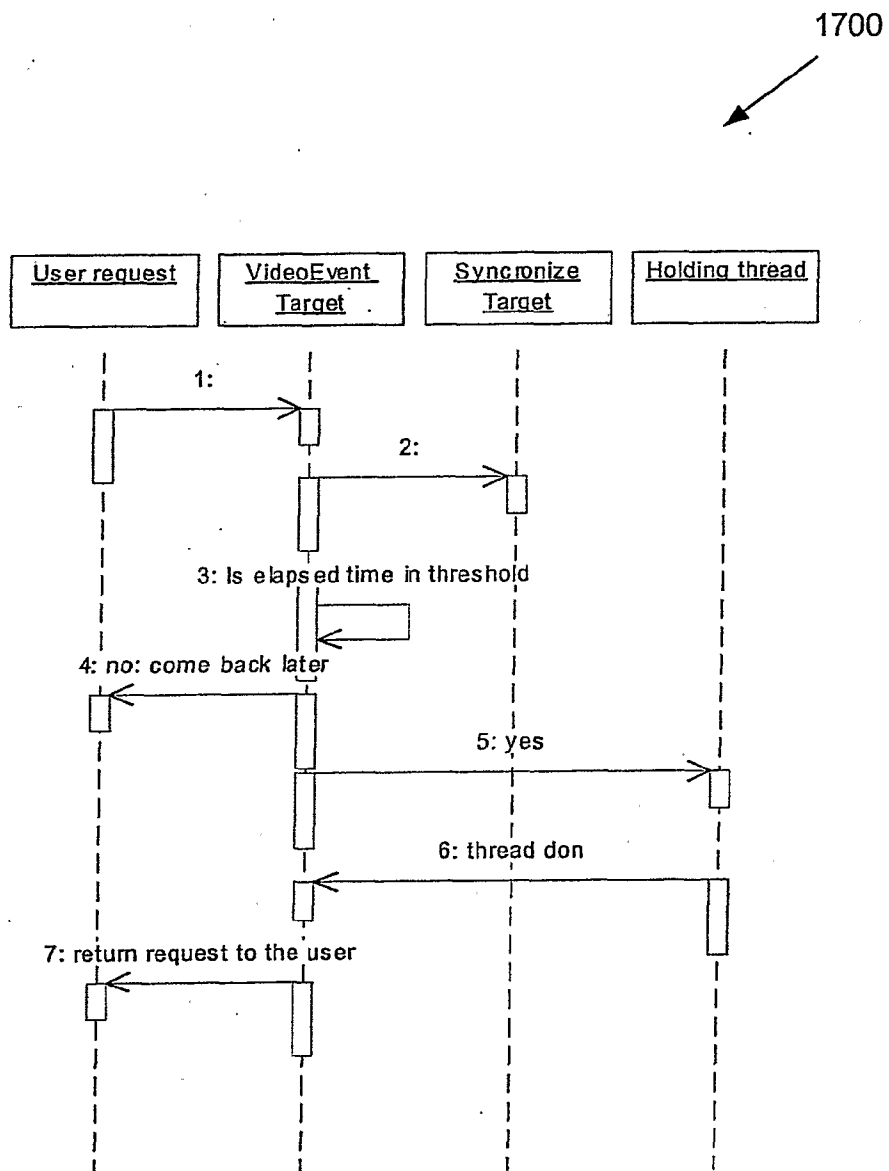 1700
User request
VideoEvent
Target
Syncronize
Target
Holding thread
1:
2:
3: Is elapsed time in threshold
4: no: come back later
5: yes
6: thread don
7: return request to the user